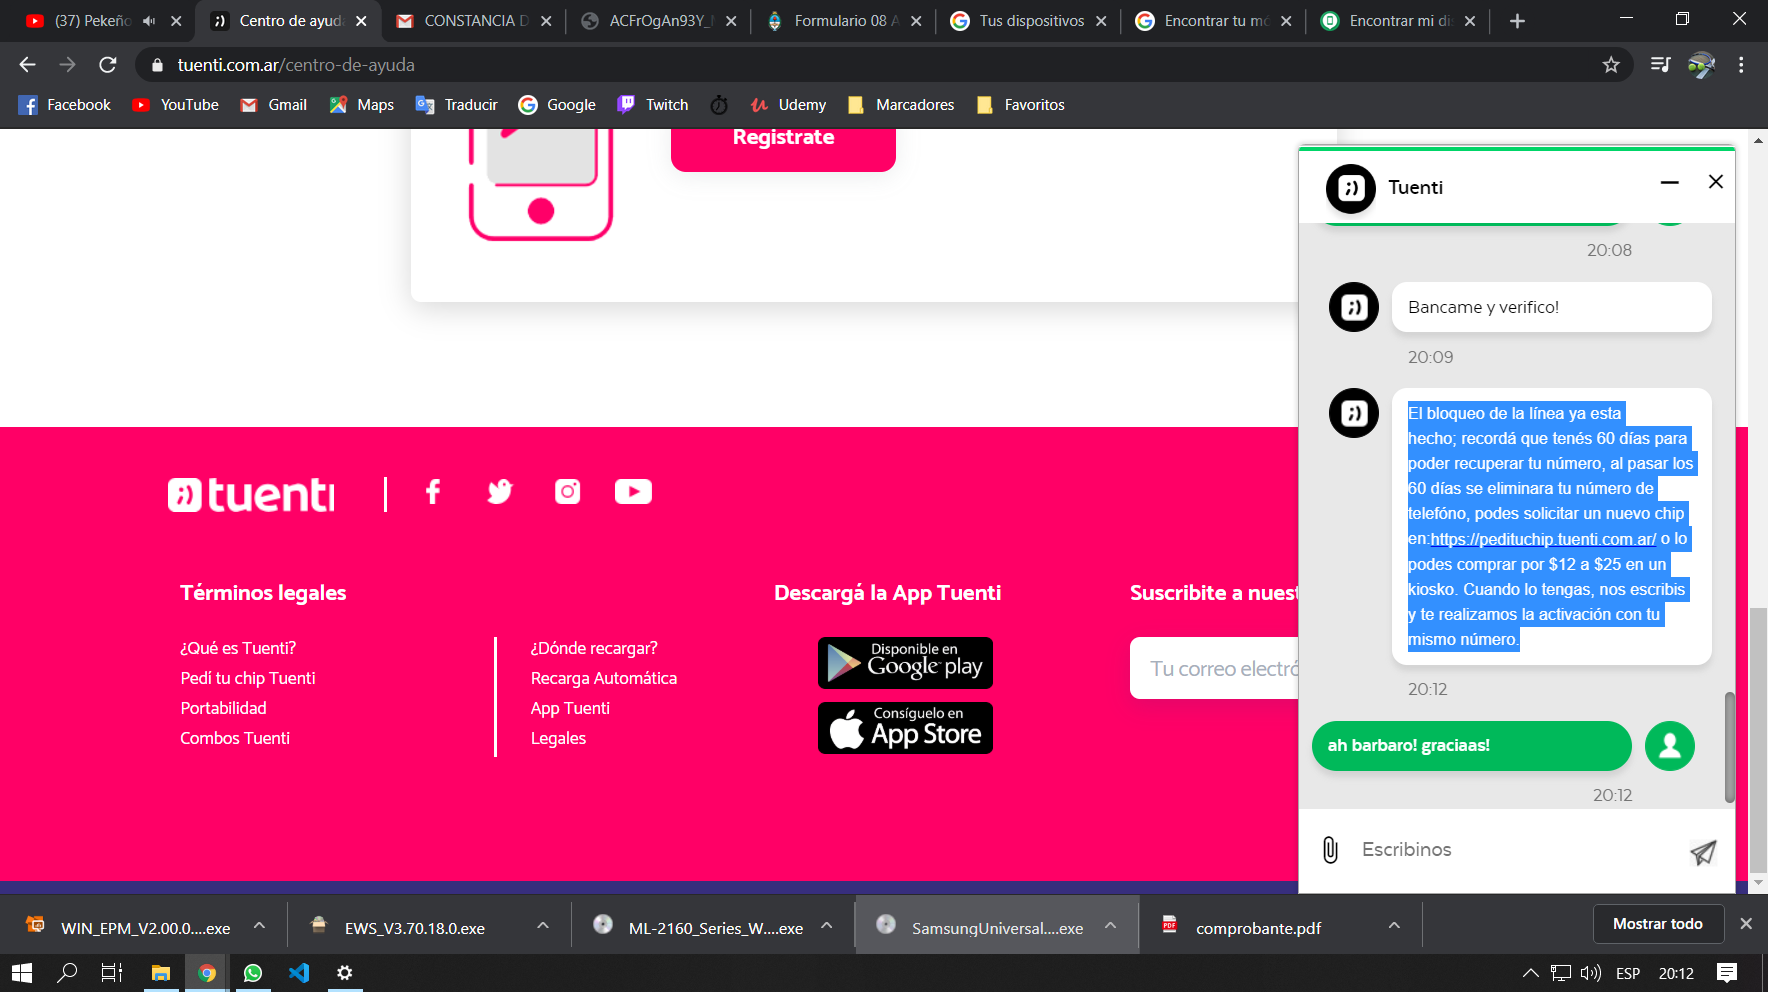 (37) Pekeño
Centro de ayuda
CONSTANCIA D
ACFrOgAn93Y_
Formulario 08 A
Tus dispositivos
Encontrar tu mó
Encontrar mi dis
tuenti.com.ar/centro-de-ayuda
Facebook
YouTube
Gmail
Maps
Traducir
Google
Twitch
Udemy
Marcadores
Favoritos
Registrate
tuenti
Términos legales
¿Qué es Tuenti?
Pedí tu chip Tuenti
Portabilidad
Combos Tuenti
¿Dónde recargar?
Recarga Automática
App Tuenti
Legales
Descargá la App Tuenti
Disponible en
Google play
Consíguelo en
App Store
Suscribite a nuest
Tu correo electró
Tuenti
20:08
Bancame y verifico!
20:09
El bloqueo de la línea ya esta
hecho; recordá que tenés 60 días para
poder recuperar tu número, al pasar los
60 días se eliminara tu número de
telefóno, podes solicitar un nuevo chip
en:https://pedituchip.tuenti.com.ar/ o lo
podes comprar por $12 a $25 en un
kiosko. Cuando lo tengas, nos escribis
y te realizamos la activación con tu
mismo número.
20:12
ah barbaro! graciaas!
20:12
Escribinos
WIN_EPM_V2.00.0....exe
EWS_V3.70.18.0.exe
ML-2160_Series_W....exe
SamsungUniversal....exe
PDF
comprobante.pdf
Mostrar todo
ESP
20:12